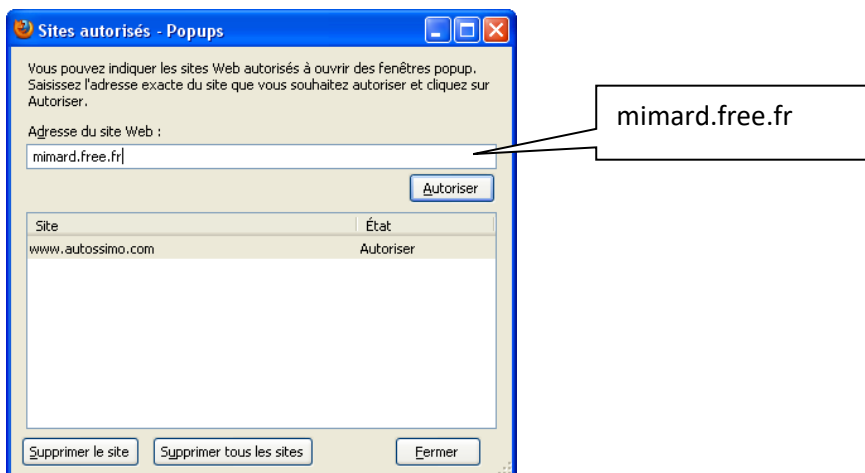 Sites autorisés - Popups
Vous pouvez indiquer les sites Web autorisés à ouvrir des fenêtres popup.
Saisissez l'adresse exacte du site que vous souhaitez autoriser et cliquez sur
Autoriser.
Adresse du site Web :
mimard.free.fr
mimard.free.fr
Autoriser
Site État
www.autossimo.com Autoriser
Supprimer le site Supprimer tous les sites Fermer